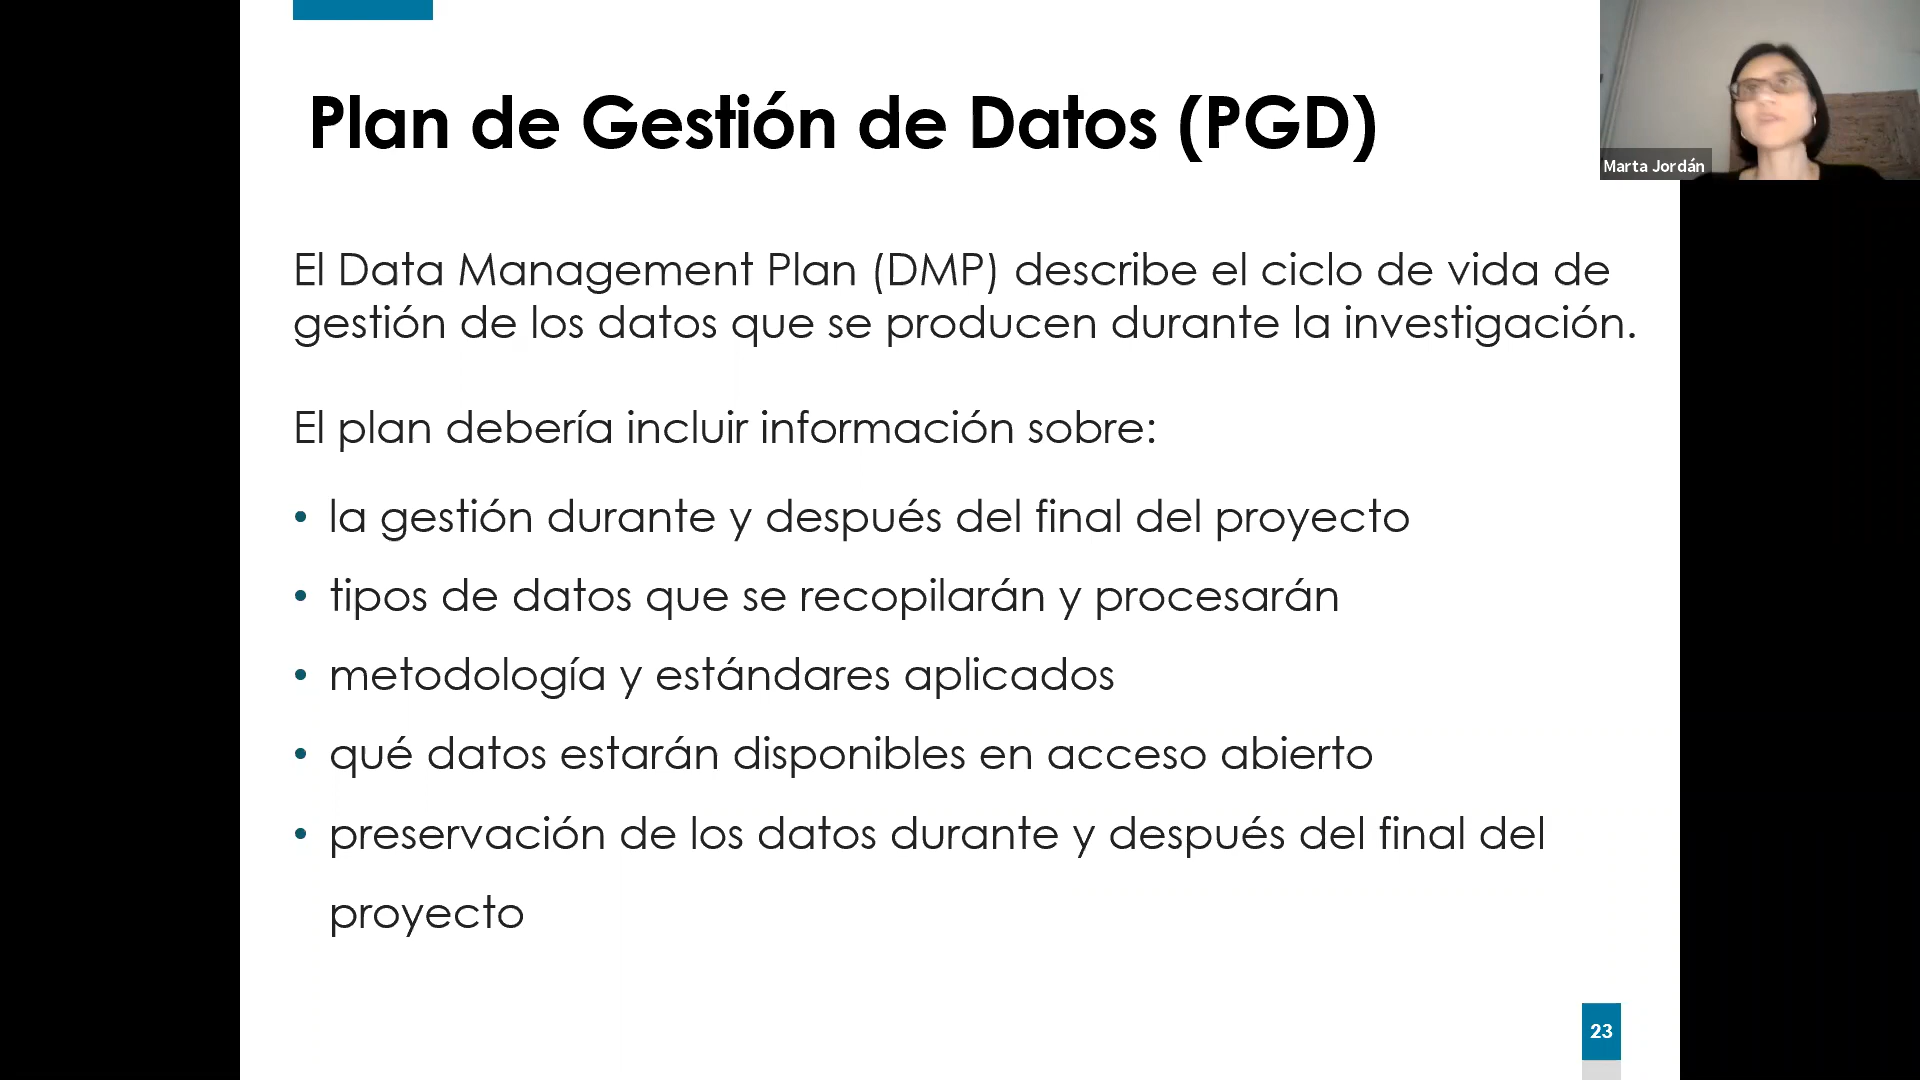 Plan de Gestión de Datos (PGD)
Marta Jordán
El Data Management Plan (DMP) describe el ciclo de vida de
gestión de los datos que se producen durante la investigación.
El plan debería incluir información sobre:
• la gestión durante y después del final del proyecto
• tipos de datos que se recopilarán y procesarán
• metodología y estándares aplicados
• qué datos estarán disponibles en acceso abierto
• preservación de los datos durante y después del final del
proyecto
23